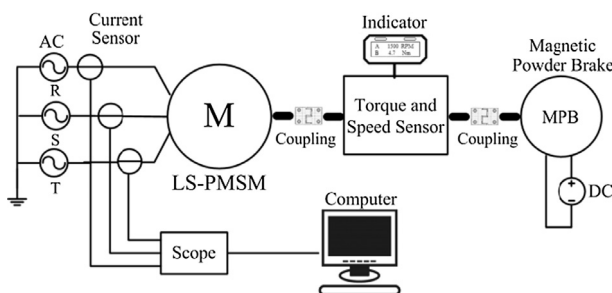 Current
Sensor
AC
R
S
T
M
LS-PMSM
Coupling
Indicator
A 1500 RPM
B 4.7 Nm
Torque and
Speed Sensor
Coupling
Magnetic
Powder Brake
MPB
DC
Scope
Computer